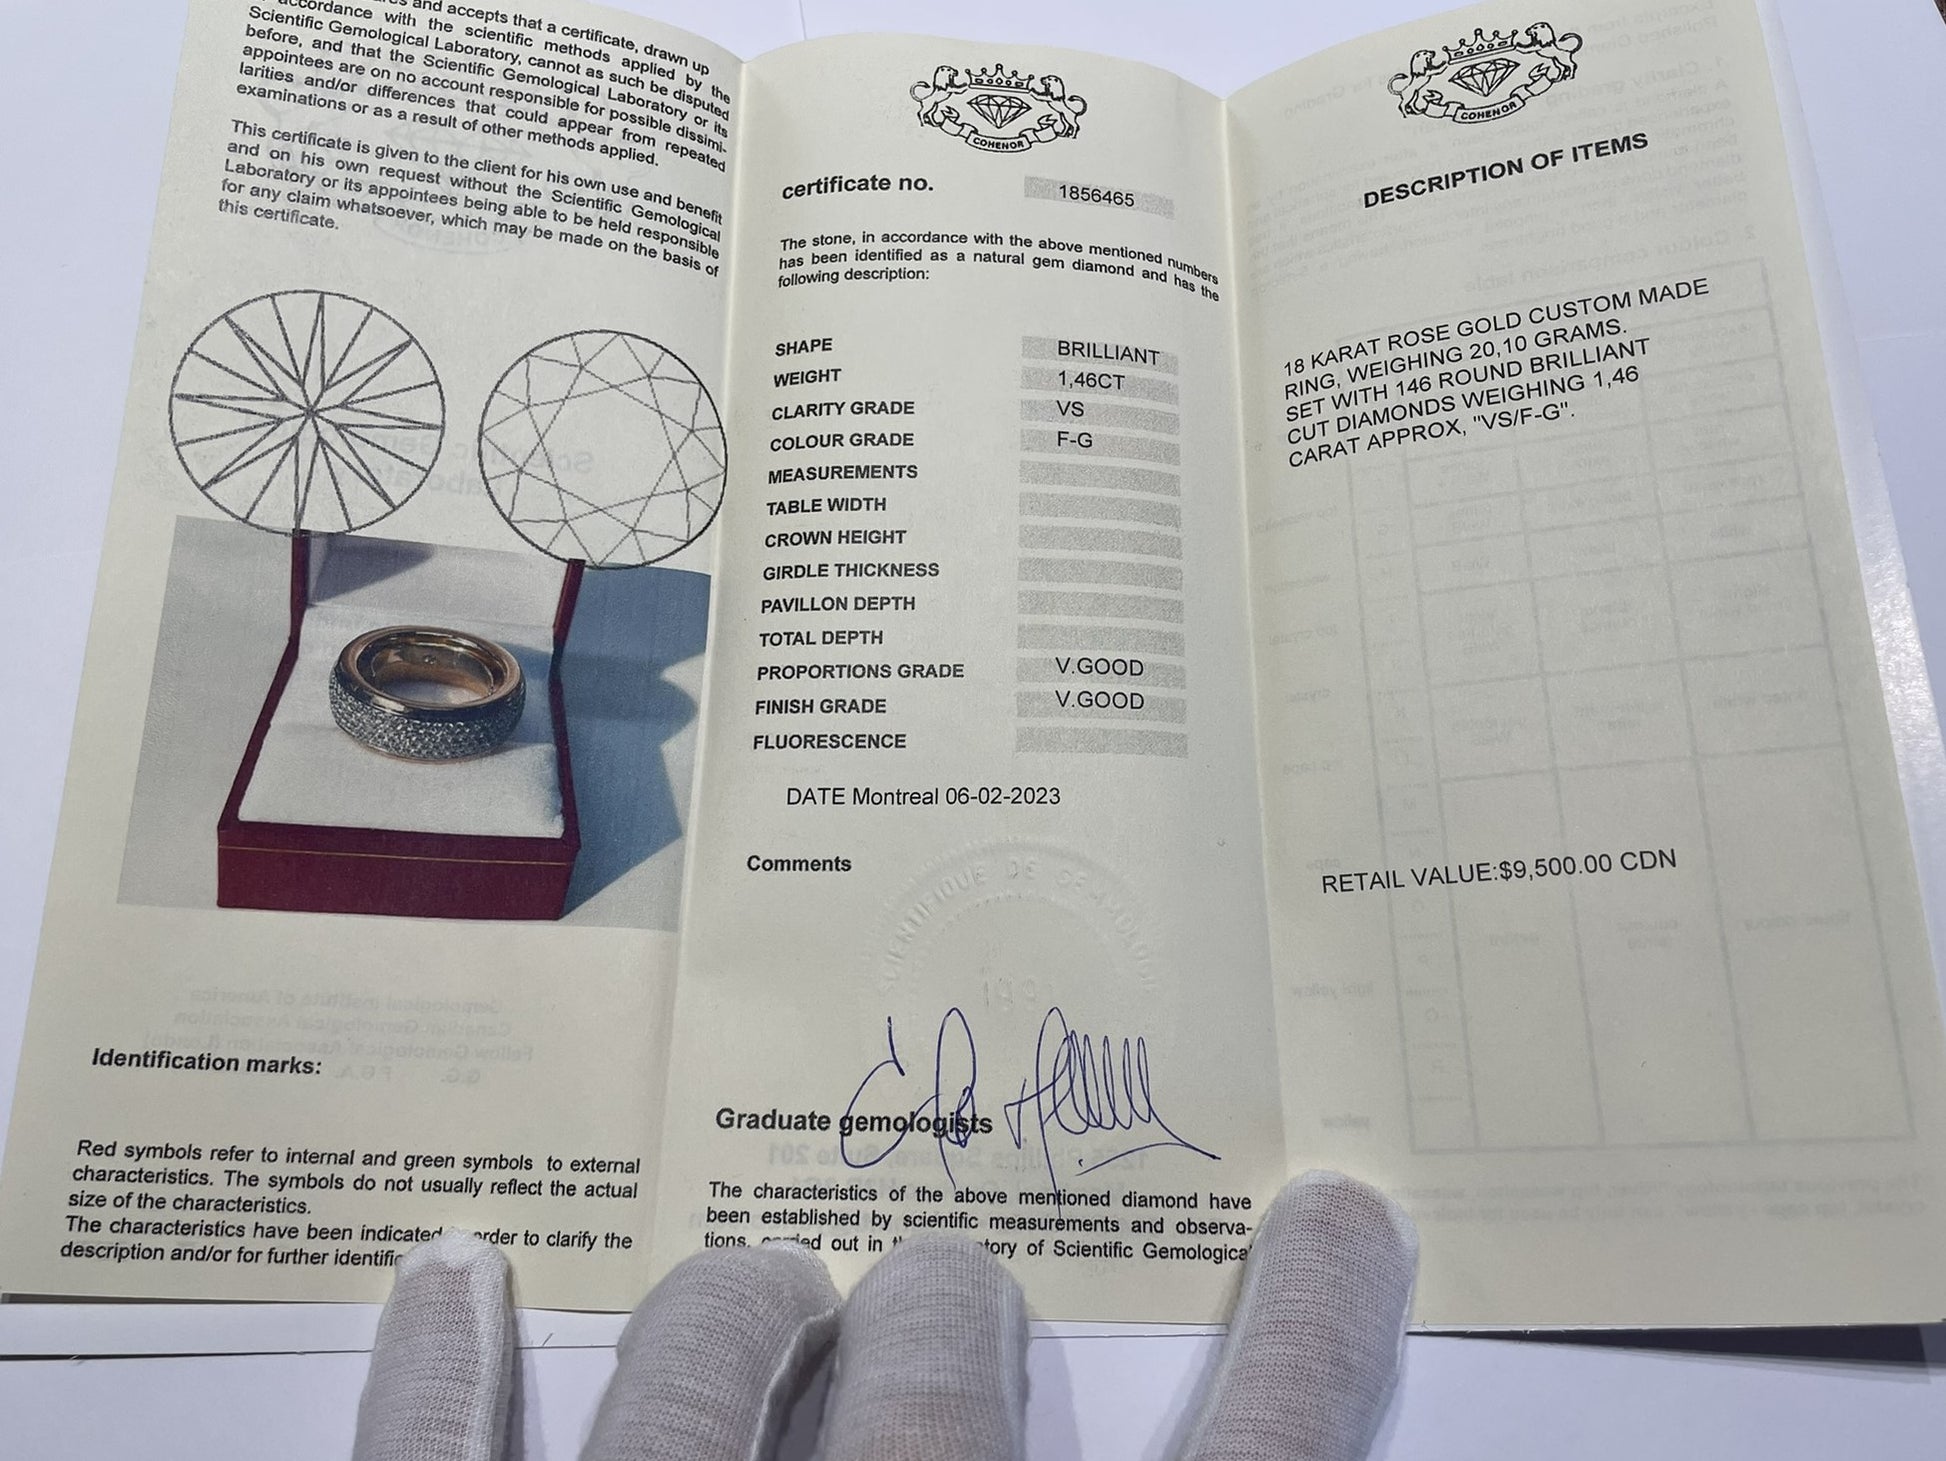 and accepts that a certificate, drawn up
accordance with the scientific methods applied by the
Scientific Gemological Laboratory, cannot as such be disputed
before, and that the Scientific Gemological Laboratory or its
appointees are on no account responsible for possible dissimi-
larities and/or differences that could appear from repeated
examinations or as a result of other methods applied.
This certificate is given to the client for his own use and benefit
and on his own request without the Scientific Gemological
Laboratory or its appointees being able to be held responsible
for any claim whatsoever, which may be made on the basis of
this certificate.
Identification marks:
Red symbols refer to internal and green symbols to external
characteristics. The symbols do not usually reflect the actual
size of the characteristics.
The characteristics have been indicated order to clarify the
description and/or for further
COHENOR
certificate no. 1856465
The stone, in accordance with the above mentioned numbers
has been identified as a natural gem diamond and has the
following description:
SHAPE BRILLIANT
WEIGHT 1,46CT
CLARITY GRADE VS
COLOUR GRADE F-G
MEASUREMENTS
TABLE WIDTH
CROWN HEIGHT
GIRDLE THICKNESS
PAVILLON DEPTH
TOTAL DEPTH
PROPORTIONS GRADE V.GOOD
FINISH GRADE V.GOOD
FLUORESCENCE
DATE Montreal 06-02-2023
Comments
SCIENTIFIQUE DE GEMOLOGIE
Graduate gemologists
The characteristics of the above mentioned diamond have
been established by scientific measurements and observa-
tions, carried out in of Scientific Gemological
COHENOR
DESCRIPTION OF ITEMS
18 KARAT ROSE GOLD CUSTOM MADE
RING, WEIGHING 20,10 GRAMS.
SET WITH 146 ROUND BRILLIANT
CUT DIAMONDS WEIGHING 1,46
CARAT APPROX, "VS/F-G".
RETAIL VALUE:$9,500.00 CDN